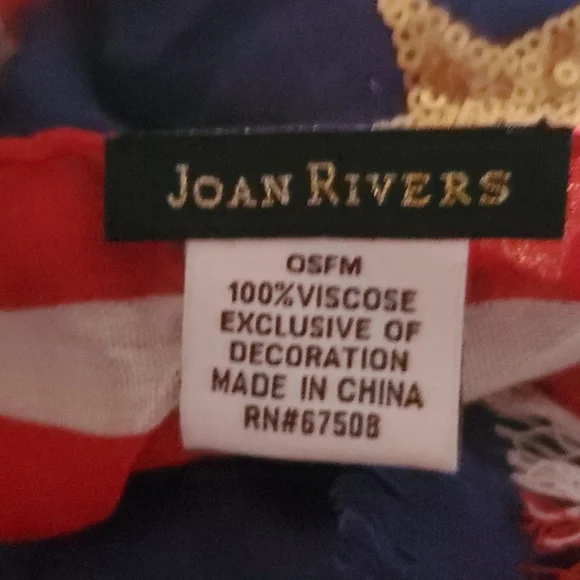 JOAN RIVERS
OSFM
100%VISCOSE
EXCLUSIVE OF
DECORATION
MADE IN CHINA
RN#67508